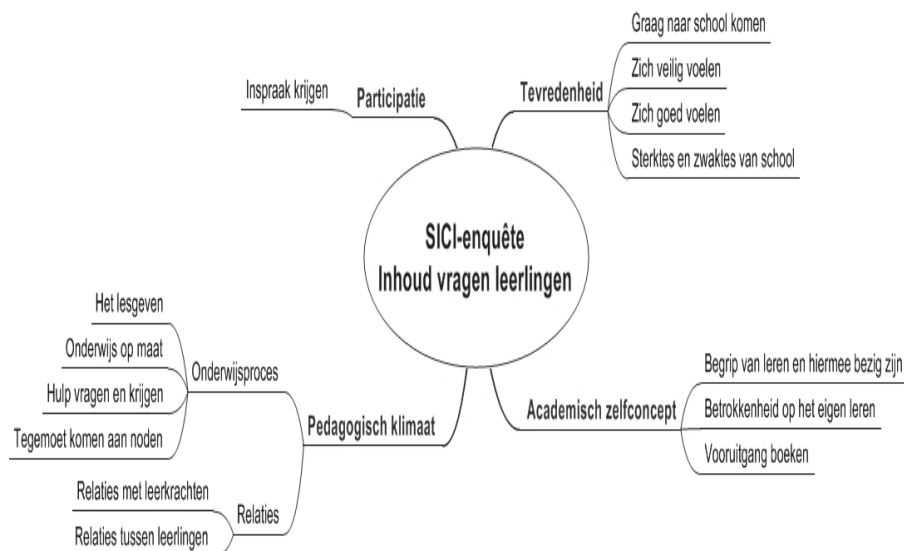 SICI-enquête
Inhoud vragen leerlingen
Tevredenheid
Graag naar school komen
Zich veilig voelen
Zich goed voelen
Sterktes en zwaktes van school
Academisch zelfconcept
Begrip van leren en hiermee bezig zijn
Betrokkenheid op het eigen leren
Vooruitgang boeken
Pedagogisch klimaat
Onderwijsproces
Het lesgeven
Onderwijs op maat
Hulp vragen en krijgen
Tegemoet komen aan noden
Relaties
Relaties met leerkrachten
Relaties tussen leerlingen
Participatie
Inspraak krijgen